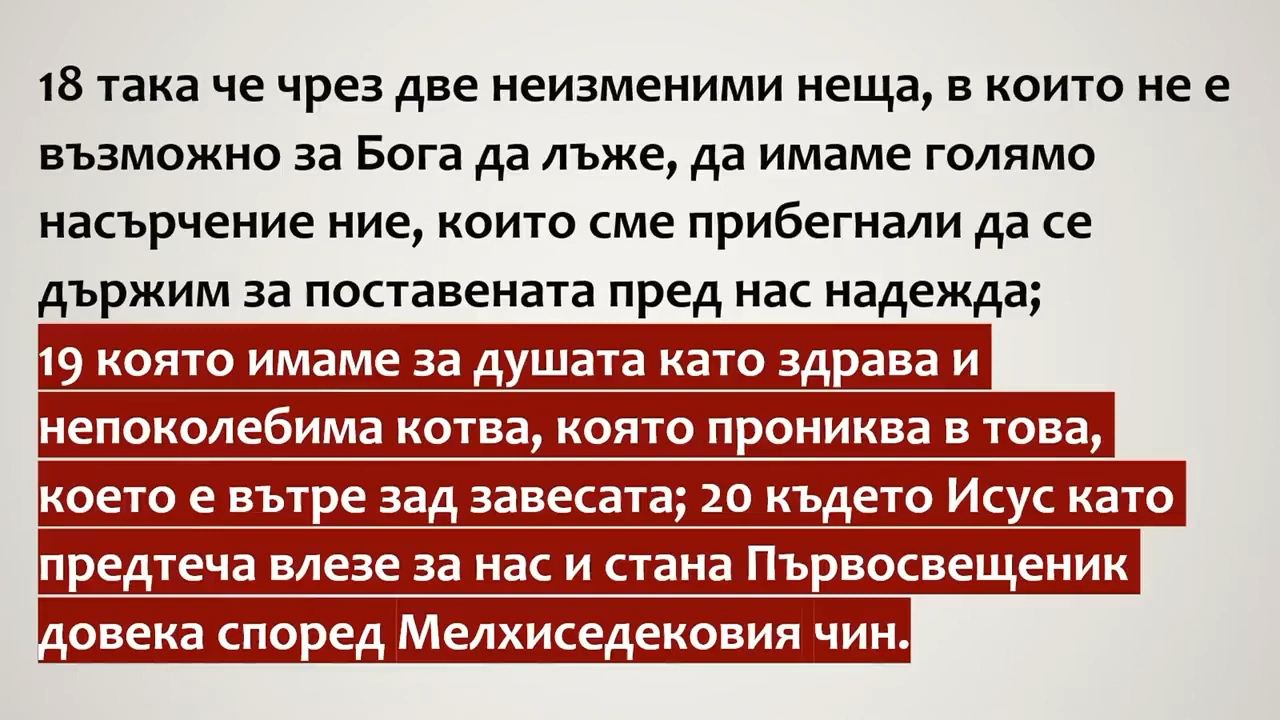 18 така че чрез две неизменими неща, в които не е
възможно за Бога да лъже, да имаме голямо
насърчение ние, които сме прибегнали да се
държим за поставената пред нас надежда;
19 която имаме за душата като здрава и
непоколебима котва, която прониква в това,
което е вътре зад завесата; 20 където Исус като
предтеча влезе за нас и стана Първосвещеник
довека според Мелхиседековия чин.